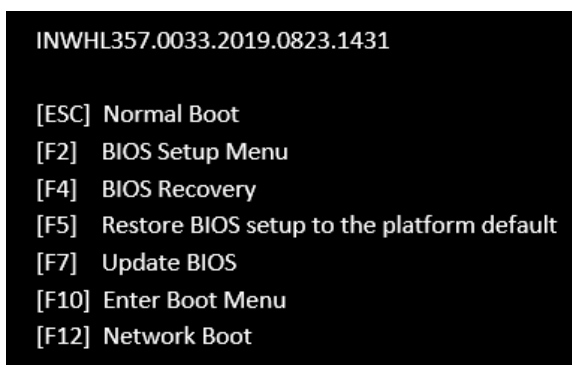 INWHL357.0033.2019.0823.1431
[ESC] Normal Boot
[F2] BIOS Setup Menu
[F4] BIOS Recovery
[F5] Restore BIOS setup to the platform default
[F7] Update BIOS
[F10] Enter Boot Menu
[F12] Network Boot